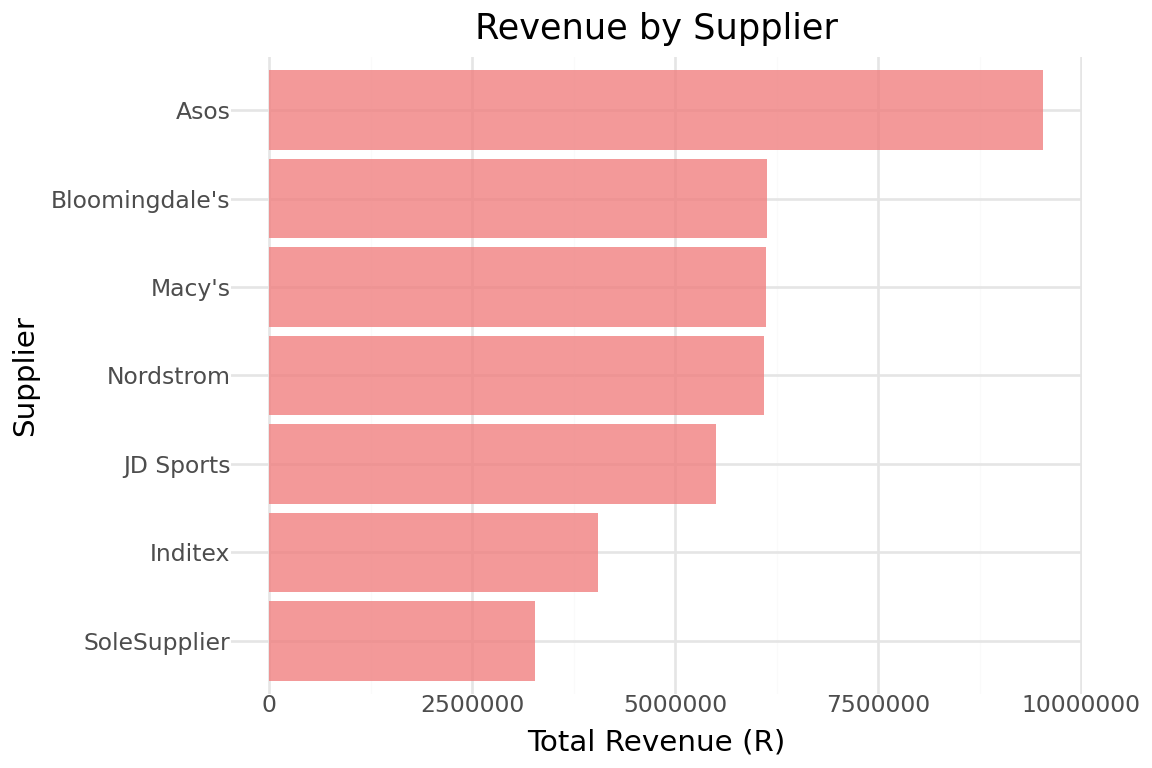 Revenue by Supplier
Supplier
Asos
Bloomingdale's
Macy's
Nordstrom
JD Sports
Inditex
SoleSupplier
0 2500000 5000000 7500000 10000000
Total Revenue (R)